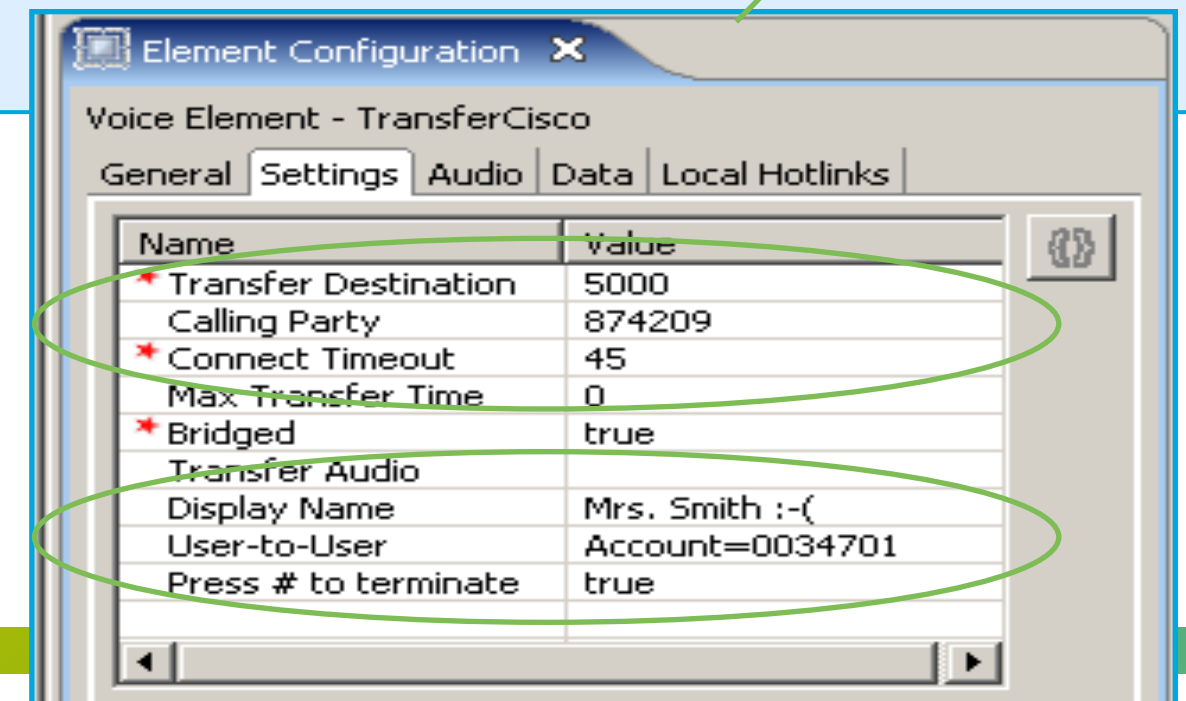 Element Configuration
Voice Element - TransferCisco
General Settings Audio Data Local Hotlinks
Name Value
* Transfer Destination 5000
Calling Party 874209
* Connect Timeout 45
Max Transfer Time 0
* Bridged true
Transfer Audio
Display Name Mrs. Smith :-(
User-to-User Account=0034701
Press # to terminate true